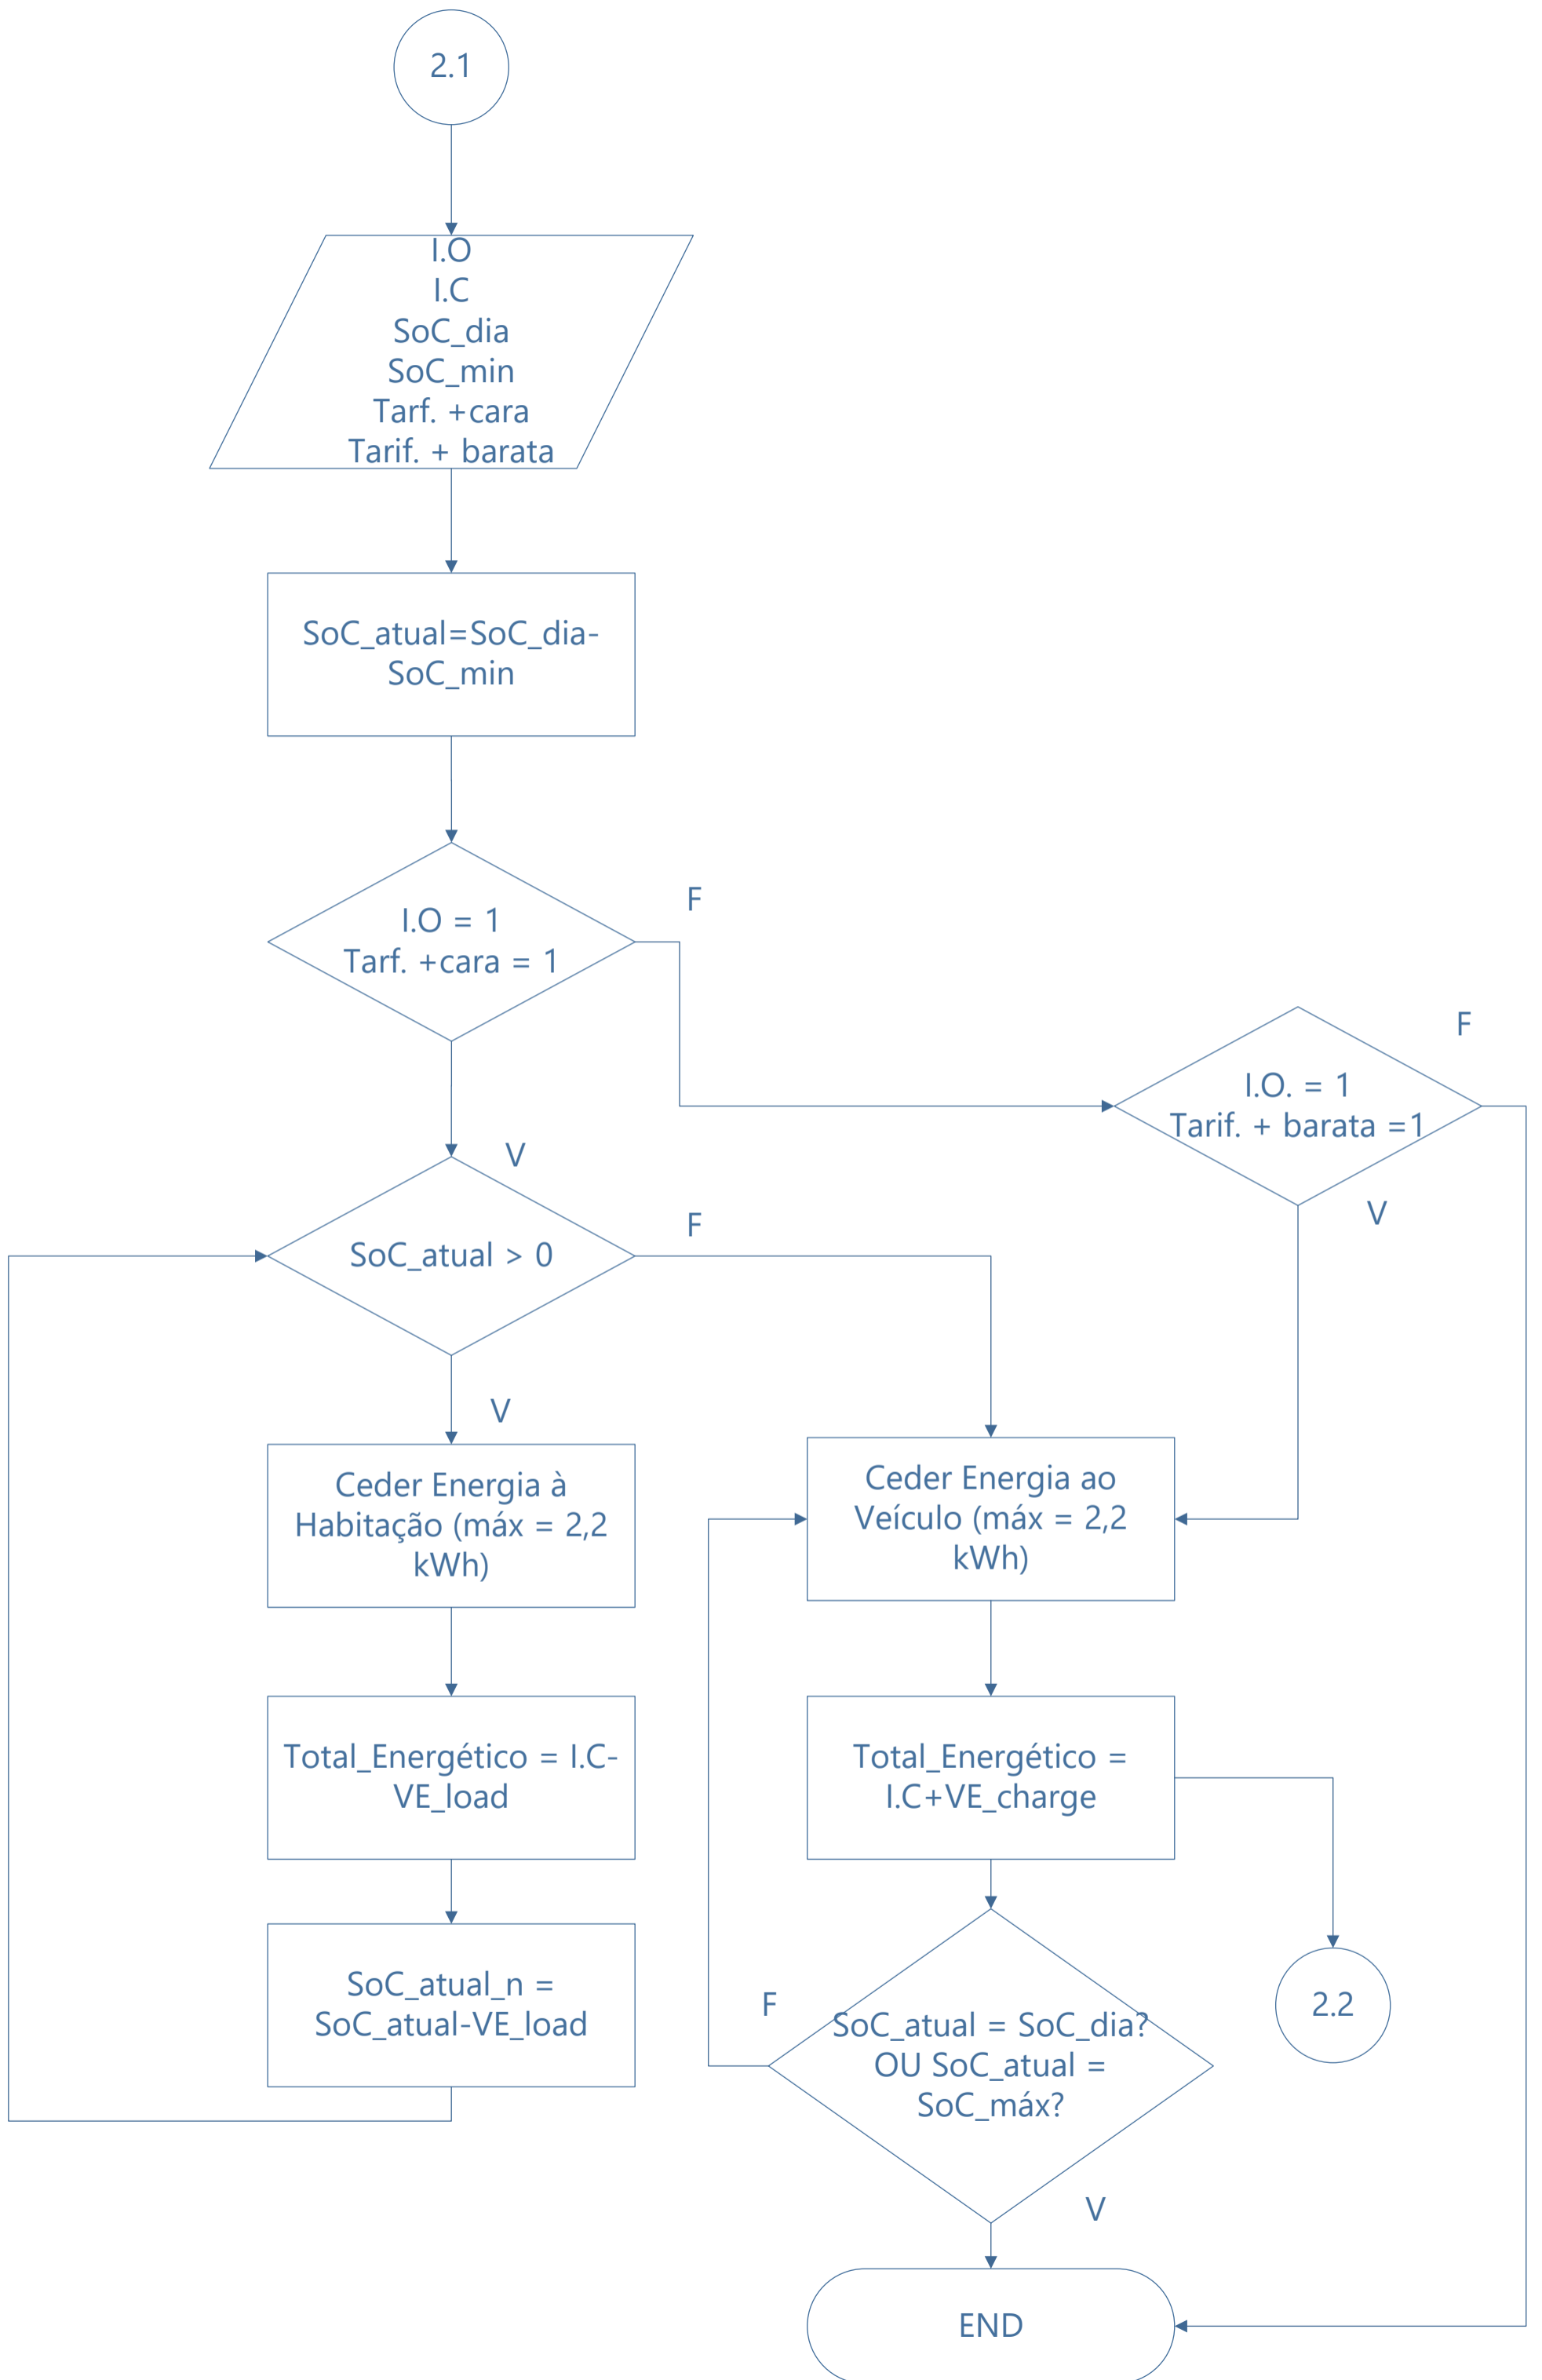 2.1
I.O
I.C
SoC_dia
SoC_min
Tarf. +cara
Tarif. + barata
SoC_atual=SoC_dia-
SoC_min
I.O = 1
Tarf. +cara = 1
F
I.O. = 1
Tarif. + barata =1
F
V
V
SoC_atual > 0
F
V
Ceder Energia à
Habitação (máx = 2,2
kWh)
Ceder Energia ao
Veículo (máx = 2,2
kWh)
Total_Energético = I.C-
VE_load
Total_Energético =
I.C+VE_charge
SoC_atual_n =
SoC_atual-VE_load
F
SoC_atual = SoC_dia?
OU SoC_atual =
SoC_máx?
2.2
V
END